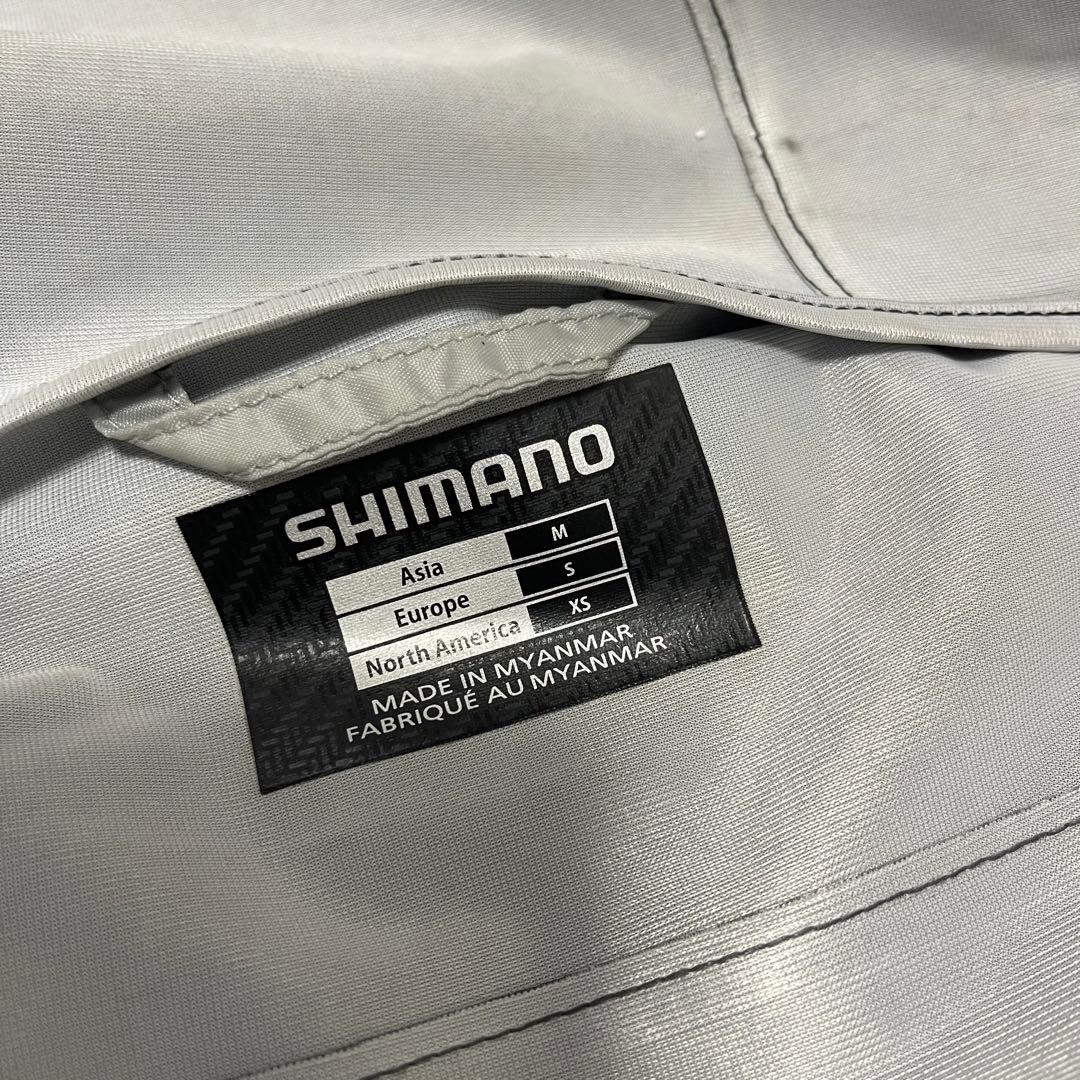 SHIMANO
Asia M
Europe S
North America XS
MADE IN MYANMAR
FABRIQUÉ AU MYANMAR